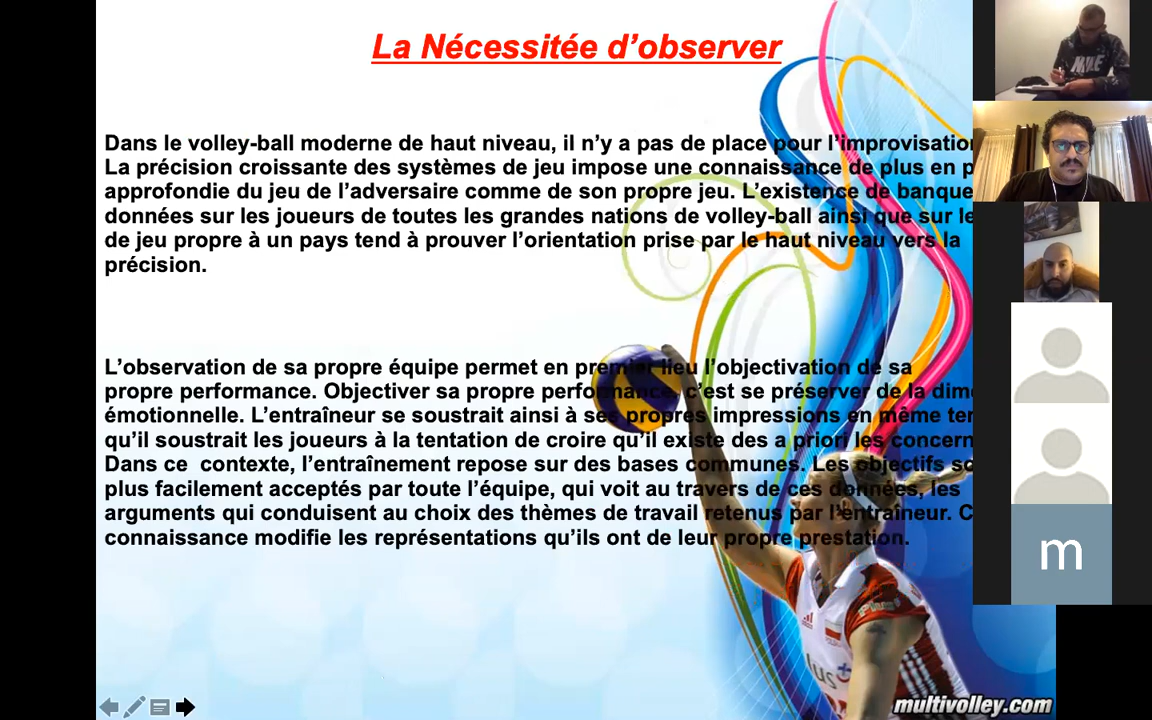 La Nécessitée d’observer
Dans le volley-ball moderne de haut niveau, il n’y a pas de place pour l’improvisation
La précision croissante des systèmes de jeu impose une connaissance de plus en
approfondie du jeu de l’adversaire comme de son propre jeu. L’existence de banque
données sur les joueurs de toutes les grandes nations de volley-ball ainsi que sur
de jeu propre à un pays tend à prouver l’orientation prise par le haut niveau vers la
précision.
L’observation de sa propre équipe permet en premier lieu l’objectivation de sa
propre performance. Objectiver sa propre performance, c’est se préserver de la
émotionnelle. L’entraîneur se soustrait ainsi à ses propres impressions en même
qu’il soustrait les joueurs à la tentation de croire qu’il existe des a priori les
Dans ce  contexte, l’entraînement repose sur des bases communes. Les objectifs
plus facilement acceptés par toute l’équipe, qui voit au travers de ces données, les
arguments qui conduisent au choix des thèmes de travail retenus par l’entraîneur.
connaissance modifie les représentations qu’ils ont de leur propre prestation.
multivolley.com
NIKE
m
Plus